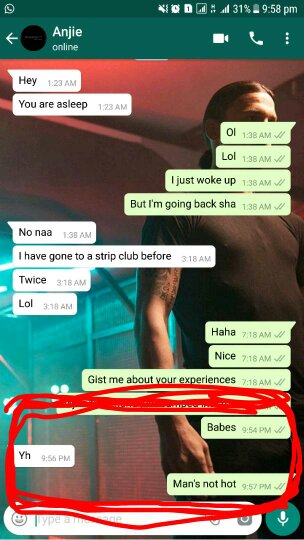 31% 9:58 pm
Anjie
online
Hey 1:23 AM
You are asleep 1:23 AM
Ol 1:38 AM
Lol 1:38 AM
I just woke up 1:38 AM
But I'm going back sha 1:38 AM
No naa 1:38 AM
I have gone to a strip club before 3:18 AM
Twice 3:18 AM
Lol 3:18 AM
Haha 7:18 AM
Nice 7:18 AM
Gist me about your experiences 7:18 AM
Babes 9:54 PM
Yh 9:56 PM
Man's not hot 9:57 PM
Type a message